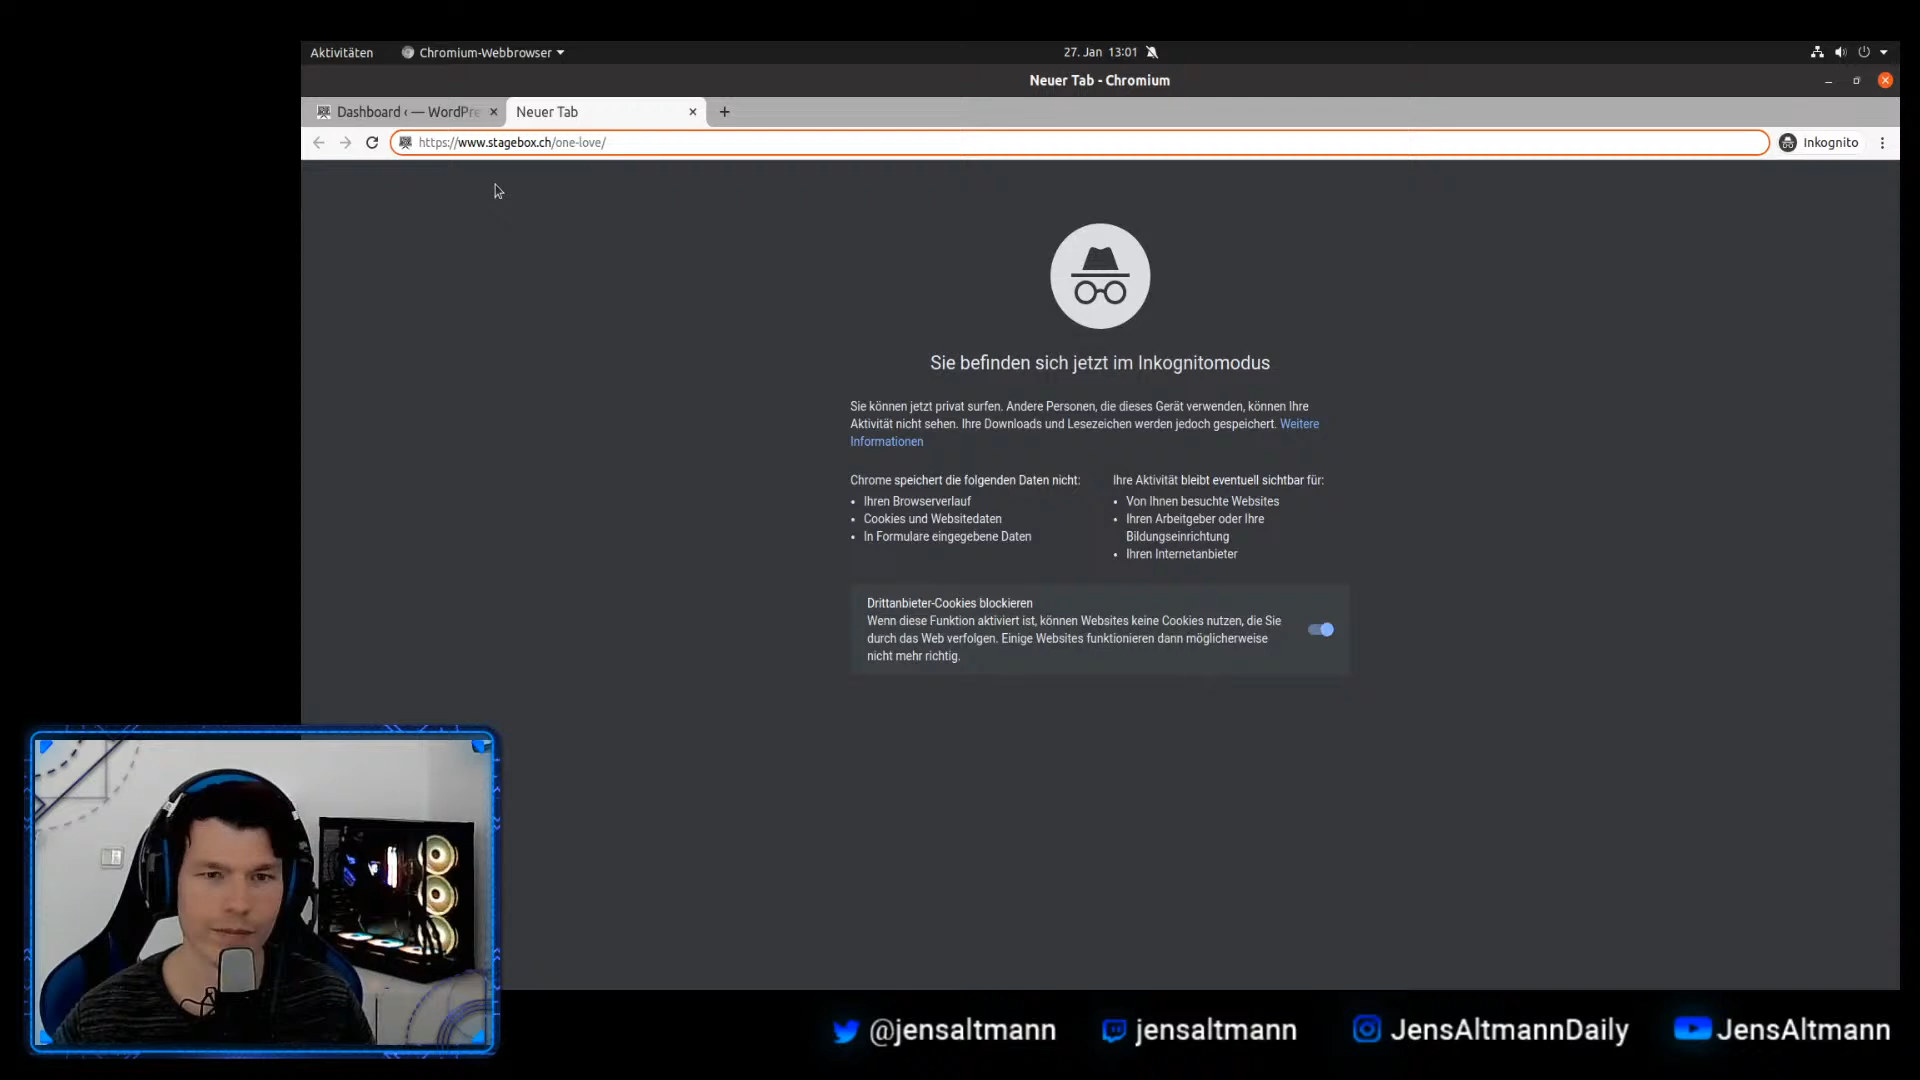 Aktivitäten
Chromium-Webbrowser
27. Jan 13:01
Neuer Tab - Chromium
Dashboard ‹ — WordPre
Neuer Tab
https://www.stagebox.ch/one-love/
Inkognito
Sie befinden sich jetzt im Inkognitomodus
Sie können jetzt privat surfen. Andere Personen, die dieses Gerät verwenden, können Ihre
Aktivität nicht sehen. Ihre Downloads und Lesezeichen werden jedoch gespeichert. Weitere
Informationen
Chrome speichert die folgenden Daten nicht:
• Ihren Browserverlauf
• Cookies und Websitedaten
• In Formulare eingegebene Daten
Ihre Aktivität bleibt eventuell sichtbar für:
• Von Ihnen besuchte Websites
• Ihren Arbeitgeber oder Ihre
Bildungseinrichtung
• Ihren Internetanbieter
Drittanbieter-Cookies blockieren
Wenn diese Funktion aktiviert ist, können Websites keine Cookies nutzen, die Sie
durch das Web verfolgen. Einige Websites funktionieren dann möglicherweise
nicht mehr richtig.
@jensaltmann
jensaltmann
JensAltmannDaily
JensAltmann